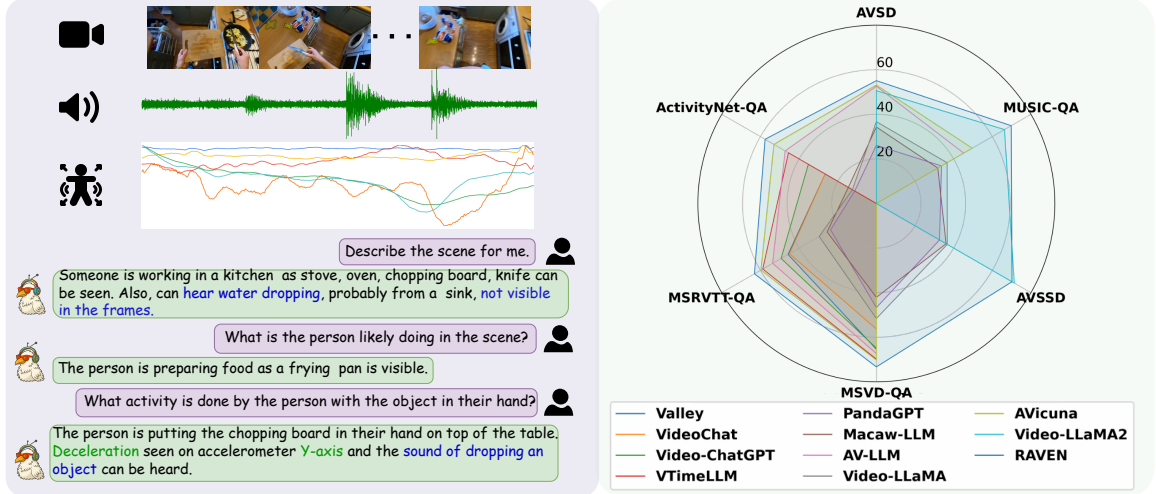 Describe the scene for me.
Someone is working in a kitchen as stove, oven, chopping board, knife can
be seen. Also, can hear water dropping, probably from a sink, not visible
in the frames.
What is the person likely doing in the scene?
The person is preparing food as a frying pan is visible.
What activity is done by the person with the object in their hand?
The person is putting the chopping board in their hand on top of the table.
Deceleration seen on accelerometer Y-axis and the sound of dropping an
object can be heard.
AVSD
60
40
20
ActivityNet-QA
MUSIC-QA
MSRVTT-QA
AVSSD
MSVD-QA
Valley
VideoChat
Video-ChatGPT
VTimeLLM
PandaGPT
Macaw-LLM
AV-LLM
Video-LLaMA
AVicuna
Video-LLaMA2
RAVEN